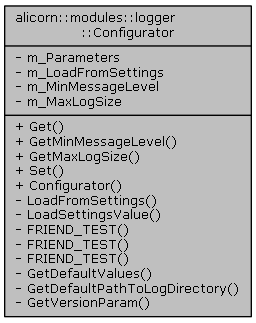 alicorn::modules::logger
::Configurator
- m_Parameters
- m_LoadFromSettings
- m_MinMessageLevel
- m_MaxLogSize
+ Get()
+ GetMinMessageLevel()
+ GetMaxLogSize()
+ Set()
+ Configurator()
- LoadFromSettings()
- LoadSettingsValue()
- FRIEND_TEST()
- FRIEND_TEST()
- FRIEND_TEST()
- GetDefaultValues()
- GetDefaultPathToLogDirectory()
- GetVersionParam()